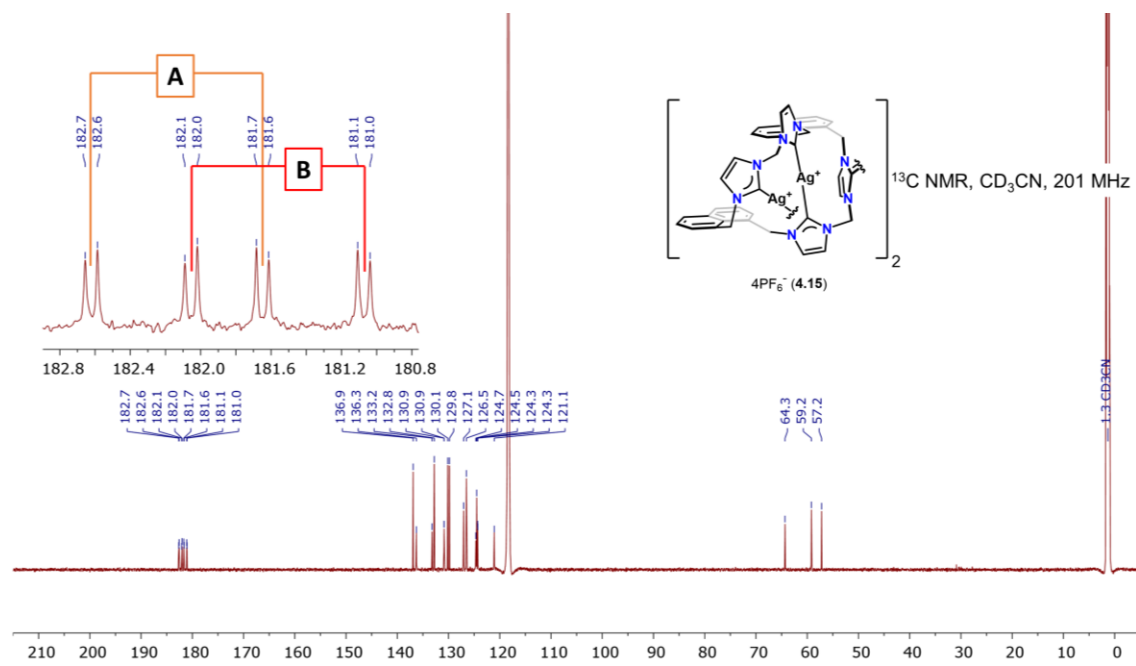 A
182.7
182.6
182.1
182.0
181.7
181.6
181.1
181.0
B
182.8 182.4 182.0 181.6 181.2 180.8
N
N
N
N
N
N
N
N
Ag+
Ag+
2
4PF6- (4.15)
13C NMR, CD3CN, 201 MHz
182.7
182.6
182.1
182.0
181.7
181.6
181.1
181.0
136.9
136.3
133.2
132.8
130.9
130.9
130.1
129.8
127.1
126.5
124.7
124.5
124.3
124.3
121.1
64.3
59.2
57.2
1.3 CD3CN
210 200 190 180 170 160 150 140 130 120 110 100 90 80 70 60 50 40 30 20 10 0